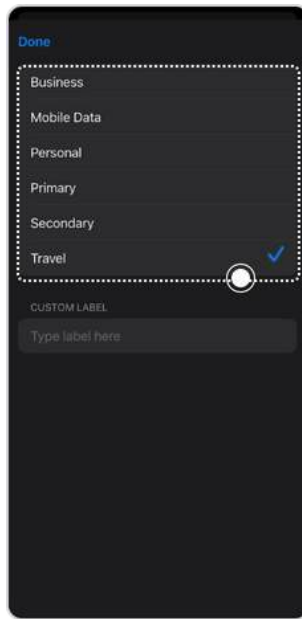 Done
Business
Mobile Data
Personal
Primary
Secondary
Travel
CUSTOM LABEL
Type label here